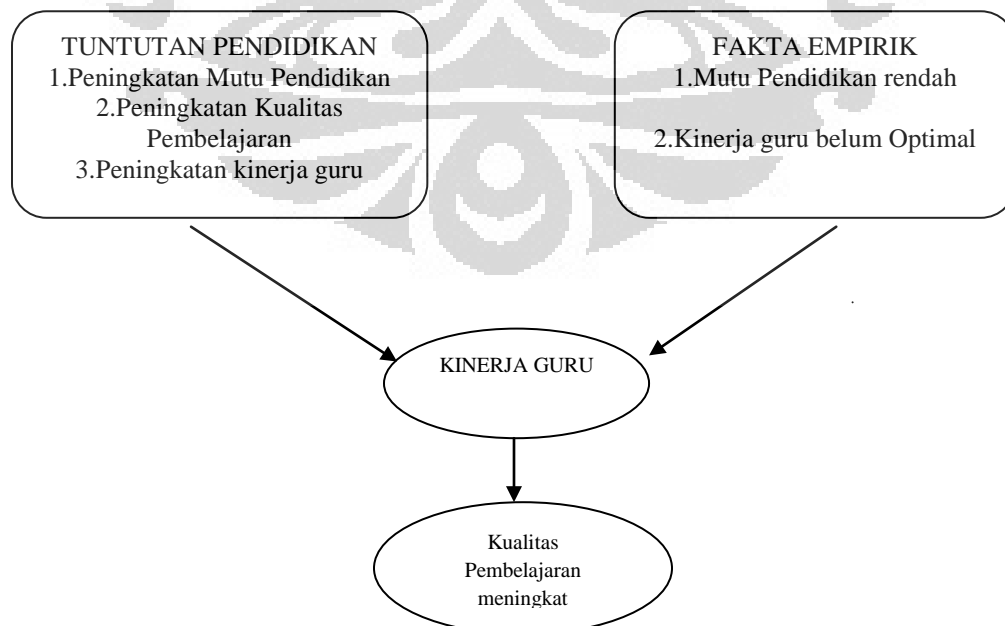 TUNTUTAN PENDIDIKAN
1.Peningkatan Mutu Pendidikan
2.Peningkatan Kualitas
Pembelajaran
3.Peningkatan kinerja guru
FAKTA EMPIRIK
1.Mutu Pendidikan rendah
2.Kinerja guru belum Optimal
KINERJA GURU
Kualitas
Pembelajaran
meningkat